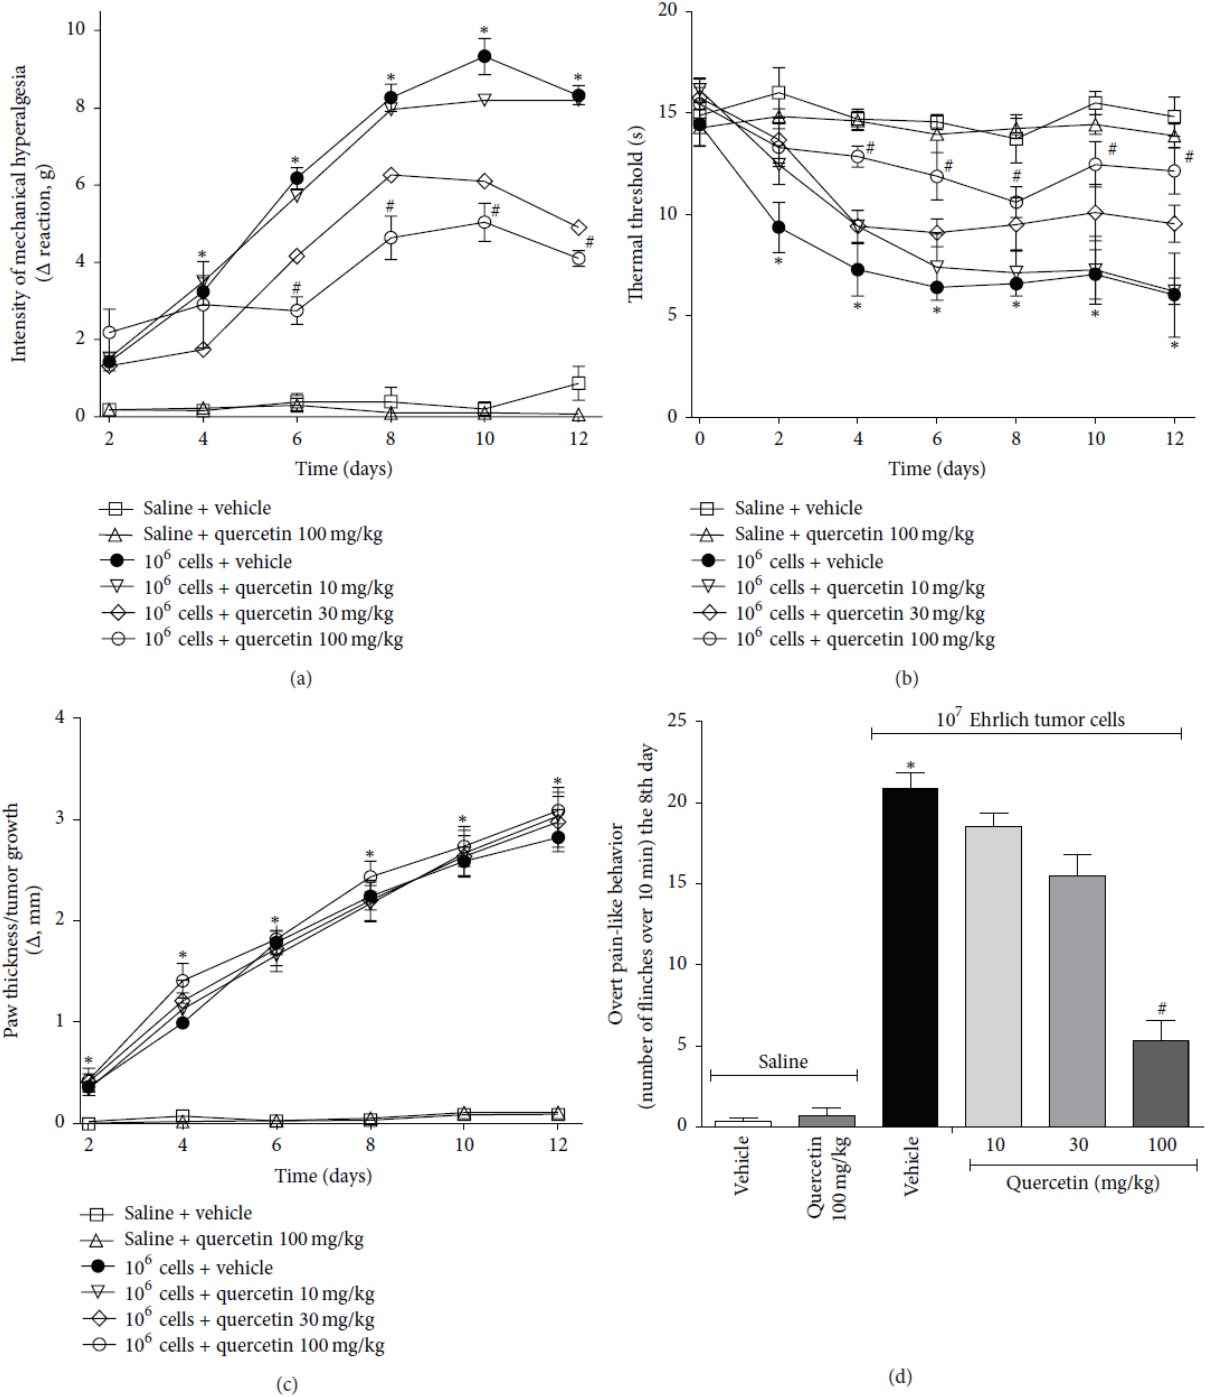 Intensity of mechanical hyperalgesia
(Δ reaction, g)
10
8
6
4
2
0
*
*
*
*
*
#
#
#
#
2 4 6 8 10 12
Time (days)
Saline + vehicle
Saline + quercetin 100 mg/kg
10⁶ cells + vehicle
10⁶ cells + quercetin 10 mg/kg
10⁶ cells + quercetin 30 mg/kg
10⁶ cells + quercetin 100 mg/kg
(a)
Thermal threshold (s)
20
15
10
5
0
# # # # #
* * * * * *
0 2 4 6 8 10 12
Time (days)
Saline + vehicle
Saline + quercetin 100 mg/kg
10⁶ cells + vehicle
10⁶ cells + quercetin 10 mg/kg
10⁶ cells + quercetin 30 mg/kg
10⁶ cells + quercetin 100 mg/kg
(b)
Paw thickness/tumor growth
(Δ, mm)
4
3
2
1
0
* * * * * *
2 4 6 8 10 12
Time (days)
Saline + vehicle
Saline + quercetin 100 mg/kg
10⁶ cells + vehicle
10⁶ cells + quercetin 10 mg/kg
10⁶ cells + quercetin 30 mg/kg
10⁶ cells + quercetin 100 mg/kg
(c)
Overt pain-like behavior
(number of flinches over 10 min) the 8th day
25
20
15
10
5
0
10⁷ Ehrlich tumor cells
*
#
Saline
Vehicle
Quercetin
100 mg/kg
Vehicle
10 30 100
Quercetin (mg/kg)
(d)